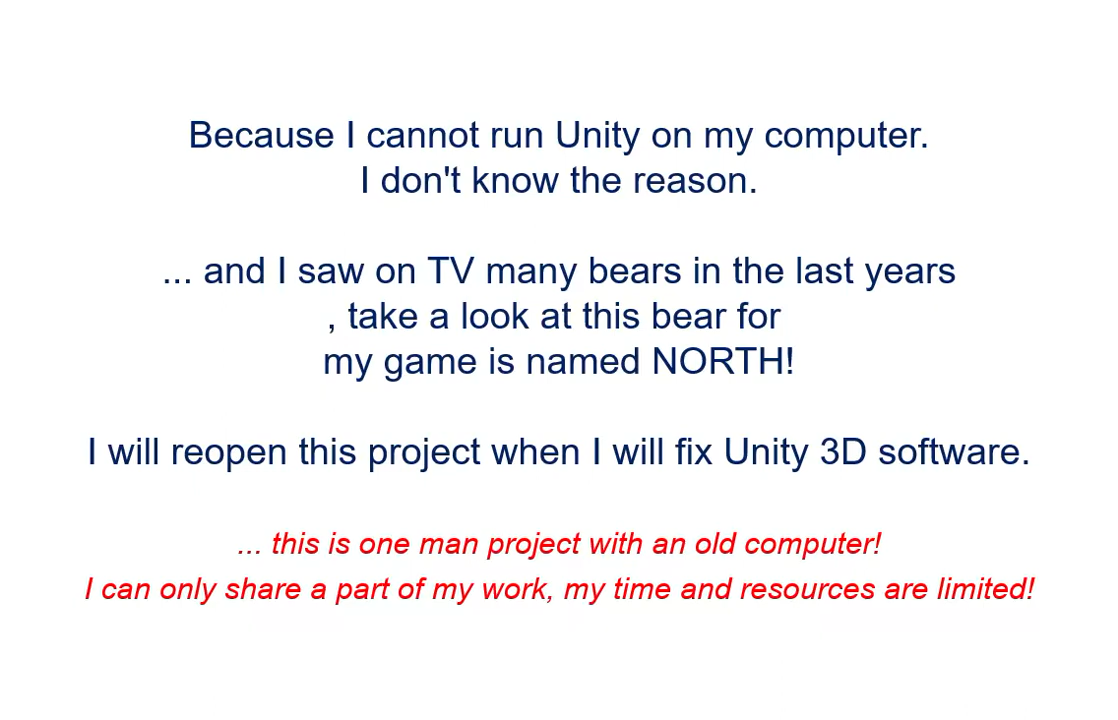 Because I cannot run Unity on my computer.
I don't know the reason.
... and I saw on TV many bears in the last years
, take a look at this bear for
my game is named NORTH!
I will reopen this project when I will fix Unity 3D software.
... this is one man project with an old computer!
I can only share a part of my work, my time and resources are limited!